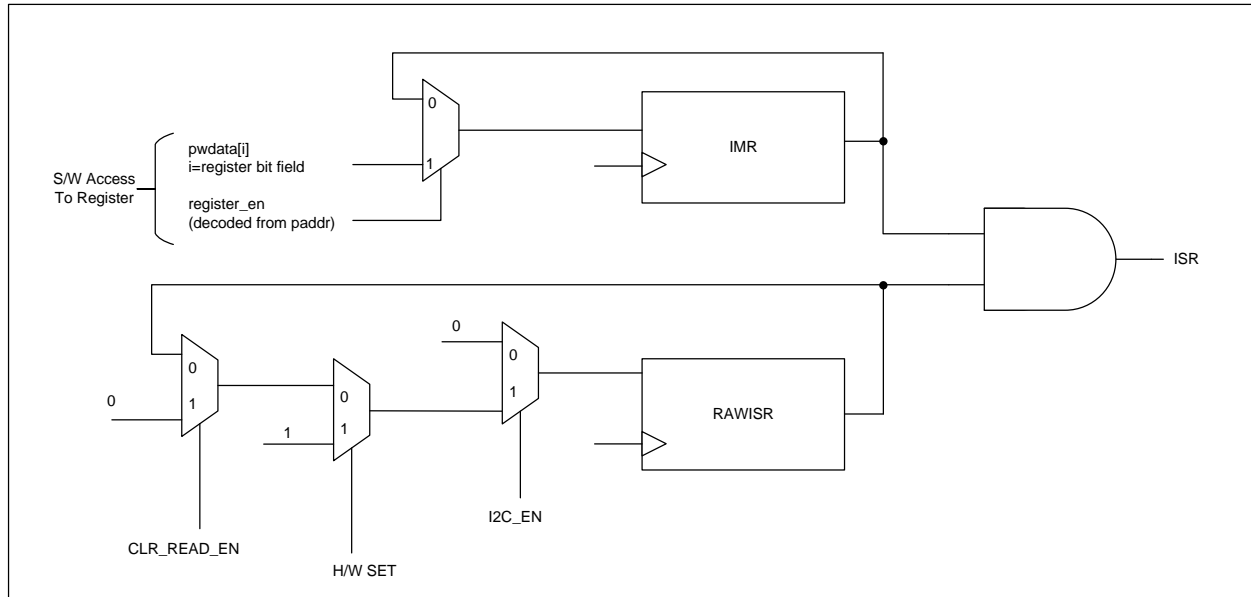 0
1
pwdata[i]
i=register bit field
S/W Access
To Register
register_en
(decoded from paddr)
IMR
ISR
0
0
1
0
0
1
1
0
0
1
RAWISR
CLR_READ_EN
H/W SET
I2C_EN